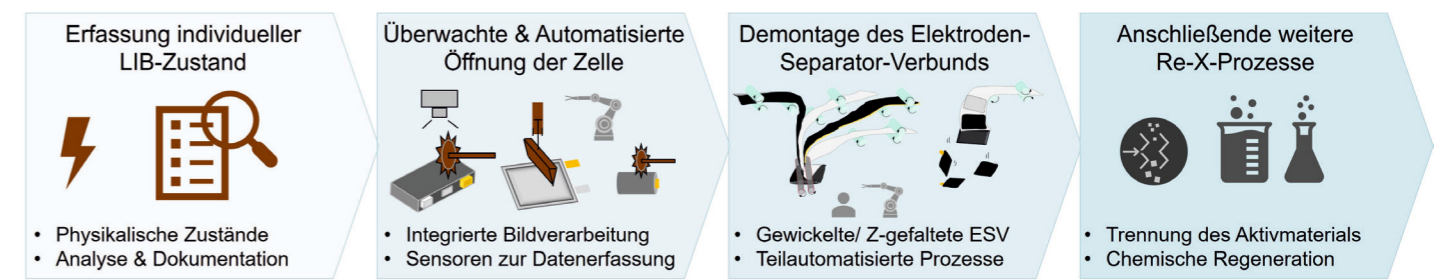 Erfassung individueller
LIB-Zustand
• Physikalische Zustände
• Analyse & Dokumentation
Überwachte & Automatisierte
Öffnung der Zelle
• Integrierte Bildverarbeitung
• Sensoren zur Datenerfassung
Demontage des Elektroden-
Separator-Verbunds
• Gewickelte/ Z-gefaltete ESV
• Teilautomatisierte Prozesse
Anschließende weitere
Re-X-Prozesse
• Trennung des Aktivmaterials
• Chemische Regeneration